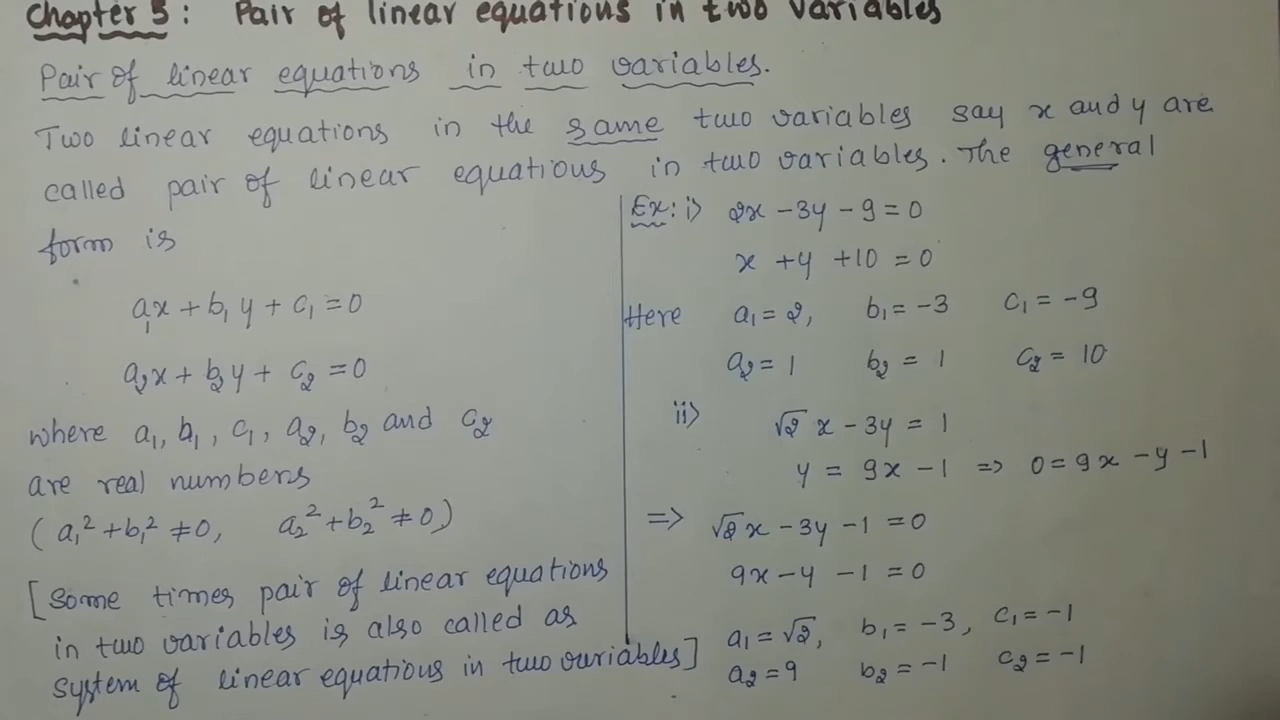 Chapter 3: Pair of linear equations in two variables
Pair of linear equations in two variables.
Two linear equations in the same two variables say x and y are
called pair of linear equations in two variables. The general
form is
a₁x + b₁y + c₁ = 0
a₂x + b₂y + c₂ = 0
where a₁, b₁, c₁, a₂, b₂ and c₂
are real numbers
(a₁² + b₁² ≠ 0, a₂² + b₂² ≠ 0)
[Some times pair of linear equations
in two variables is also called as
system of linear equations in two variables]
Ex: i) 2x - 3y - 9 = 0
x + y + 10 = 0
Here a₁ = 2, b₁ = -3 c₁ = -9
a₂ = 1 b₂ = 1 c₂ = 10
ii) √2 x - 3y = 1
y = 9x - 1 => 0 = 9x - y - 1
=> √2x - 3y - 1 = 0
9x - y - 1 = 0
a₁ = √2, b₁ = -3, c₁ = -1
a₂ = 9 b₂ = -1 c₂ = -1